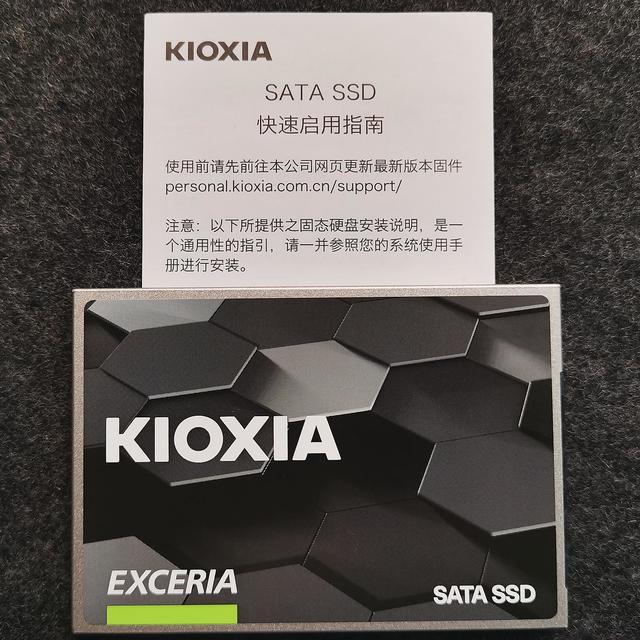 KIOXIA
SATA SSD
快速启用指南
使用前请先前往本公司网页更新最新版本固件
personal.kioxia.com.cn/support/
注意：以下所提供之固态硬盘安装说明，是一
个通用性的指引，请一并参照您的系统使用手
册进行安装。
KIOXIA
EXCERIA
SATA SSD